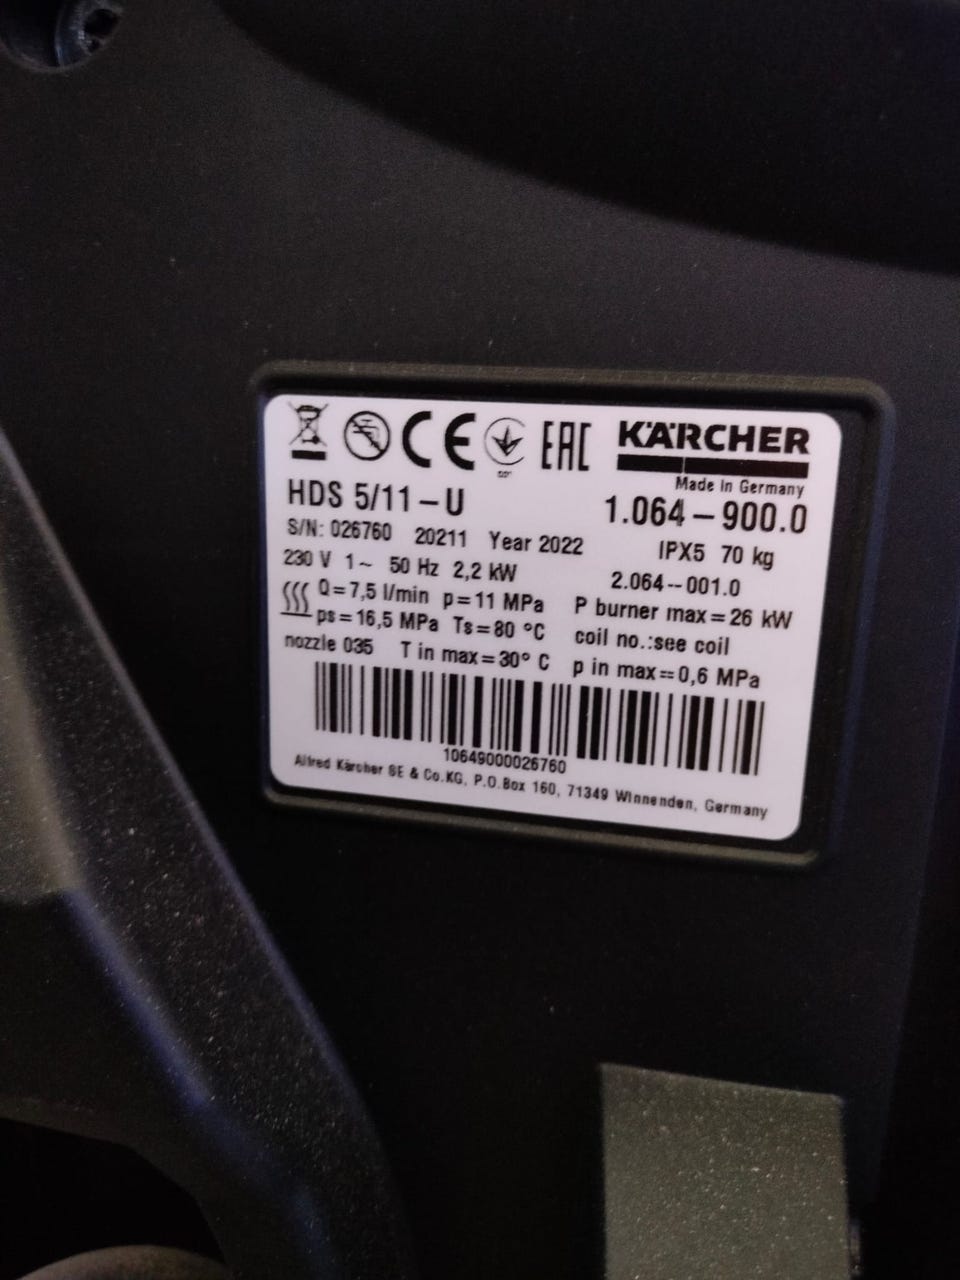 CE EAC KÄRCHER
Made in Germany
HDS 5/11-U 1.064-900.0
S/N: 026760 20211 Year 2022 IPX5 70 kg
230 V 1~ 50 Hz 2,2 kW 2.064--001.0
Q=7,5 l/min p=11 MPa P burner max=26 kW
ps=16,5 MPa Ts=80 °C coil no.:see coil
nozzle 035 T in max=30° C p in max=0,6 MPa
10649000026760
Alfred Kärcher SE & Co.KG, P.O.Box 160, 71349 Winnenden, Germany